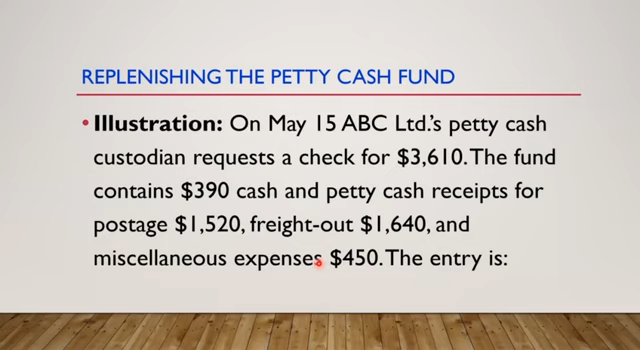 REPLENISHING THE PETTY CASH FUND
• Illustration: On May 15 ABC Ltd.'s petty cash
custodian requests a check for $3,610. The fund
contains $390 cash and petty cash receipts for
postage $1,520, freight-out $1,640, and
miscellaneous expenses $450. The entry is: